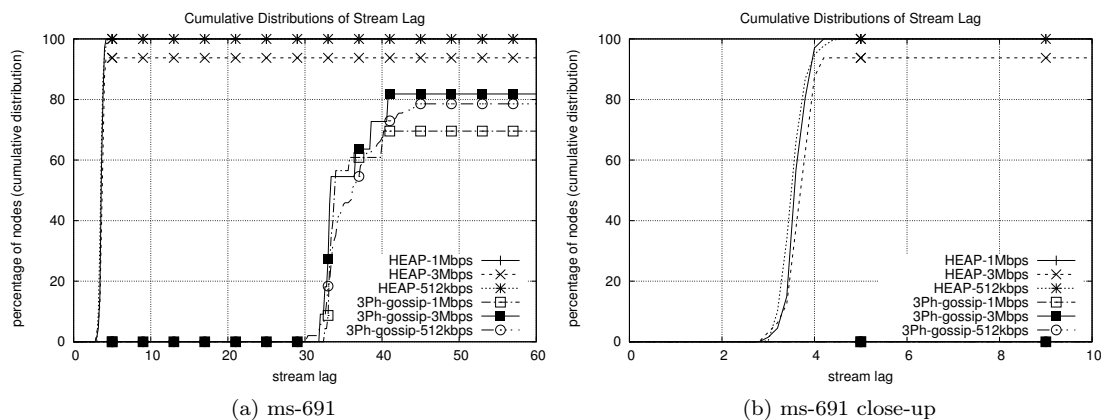 Cumulative Distributions of Stream Lag
percentage of nodes (cumulative distribution)
100
80
60
40
20
0
HEAP-1Mbps
HEAP-3Mbps
HEAP-512kbps
3Ph-gossip-1Mbps
3Ph-gossip-3Mbps
3Ph-gossip-512kbps
0 10 20 30 40 50 60
stream lag
(a) ms-691
Cumulative Distributions of Stream Lag
percentage of nodes (cumulative distribution)
100
80
60
40
20
0
HEAP-1Mbps
HEAP-3Mbps
HEAP-512kbps
3Ph-gossip-1Mbps
3Ph-gossip-3Mbps
3Ph-gossip-512kbps
0 2 4 6 8 10
stream lag
(b) ms-691 close-up